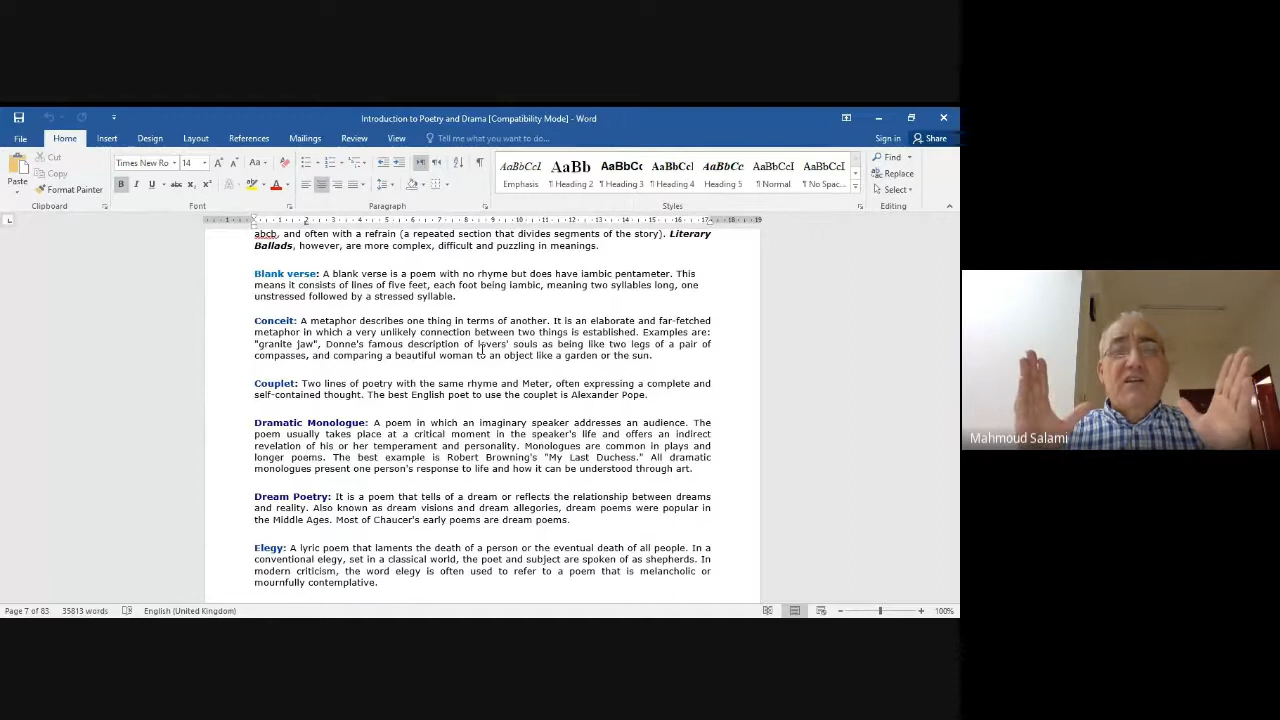 Introduction to Poetry and Drama [Compatibility Mode] - Word
File Home Insert Design Layout References Mailings Review View Tell me what you want to do... Sign in Share
Paste Cut Copy Format Painter
Times New Ro 14
AaBbCcI AaBb AaBbCc AaBbCcI AaBbCc AaBbCcI AaBbCcI
Emphasis ¶ Heading 2 ¶ Heading 3 ¶ Heading 4 Heading 5 ¶ Normal ¶ No Spac...
Find Replace Select
Clipboard Font Paragraph Styles Editing
abcb, and often with a refrain (a repeated section that divides segments of the story). Literary
Ballads, however, are more complex, difficult and puzzling in meanings.
Blank verse: A blank verse is a poem with no rhyme but does have iambic pentameter. This
means it consists of lines of five feet, each foot being iambic, meaning two syllables long, one
unstressed followed by a stressed syllable.
Conceit: A metaphor describes one thing in terms of another. It is an elaborate and far-fetched
metaphor in which a very unlikely connection between two things is established. Examples are:
"granite jaw", Donne's famous description of lovers' souls as being like two legs of a pair of
compasses, and comparing a beautiful woman to an object like a garden or the sun.
Couplet: Two lines of poetry with the same rhyme and Meter, often expressing a complete and
self-contained thought. The best English poet to use the couplet is Alexander Pope.
Dramatic Monologue: A poem in which an imaginary speaker addresses an audience. The
poem usually takes place at a critical moment in the speaker's life and offers an indirect
revelation of his or her temperament and personality. Monologues are common in plays and
longer poems. The best example is Robert Browning's "My Last Duchess." All dramatic
monologues present one person's response to life and how it can be understood through art.
Dream Poetry: It is a poem that tells of a dream or reflects the relationship between dreams
and reality. Also known as dream visions and dream allegories, dream poems were popular in
the Middle Ages. Most of Chaucer's early poems are dream poems.
Elegy: A lyric poem that laments the death of a person or the eventual death of all people. In a
conventional elegy, set in a classical world, the poet and subject are spoken of as shepherds. In
modern criticism, the word elegy is often used to refer to a poem that is melancholic or
mournfully contemplative.
Page 7 of 83 35813 words English (United Kingdom) 100%
Mahmoud Salami